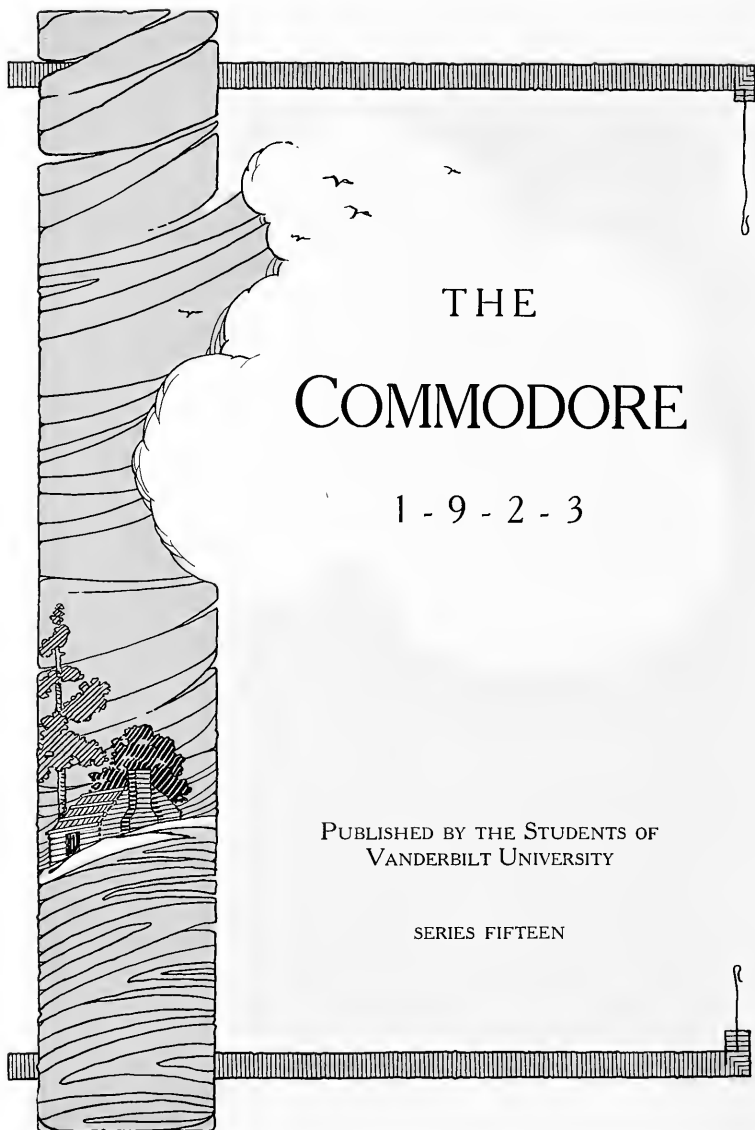 THE
COMMODORE
1-9-2-3
PUBLISHED BY THE STUDENTS OF
VANDERBILT UNIVERSITY
SERIES FIFTEEN